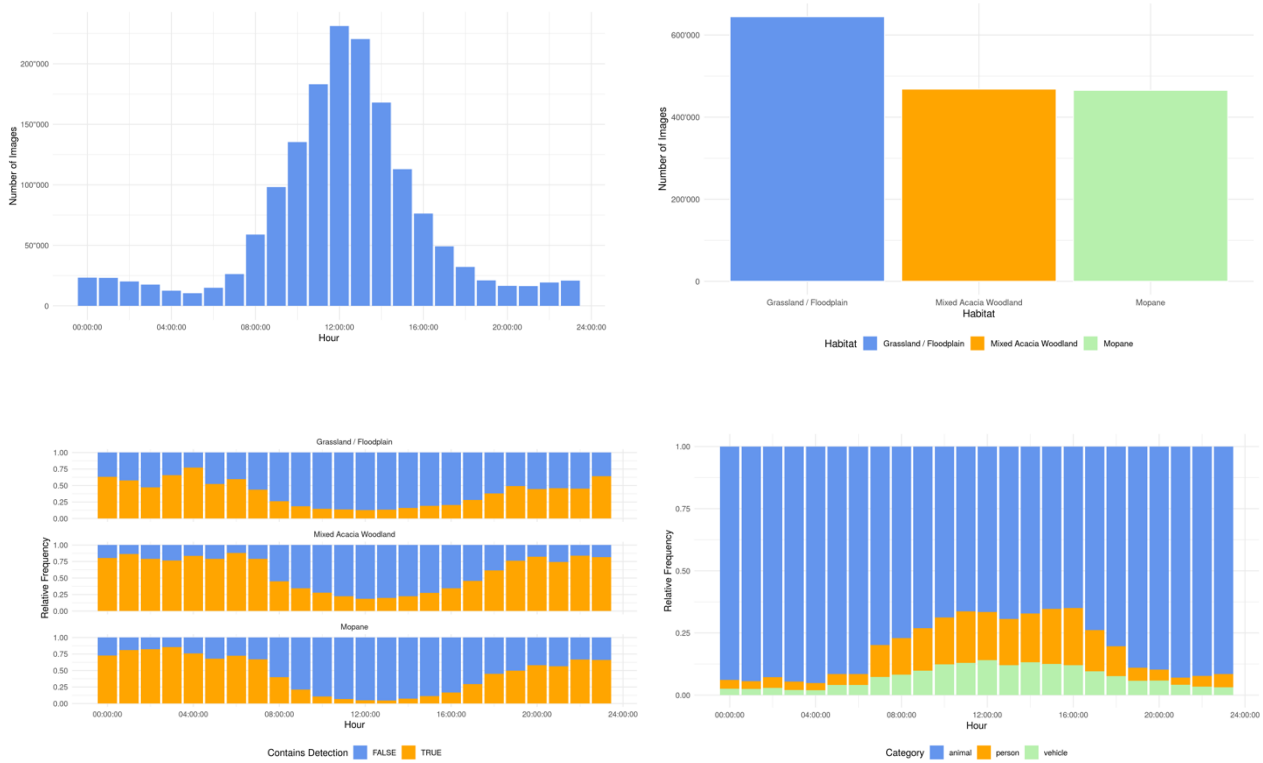 200"000
150"000
100"000
50"000
0
Number of Images
00:00:00 04:00:00 08:00:00 12:00:00 16:00:00 20:00:00 24:00:00
Hour
600'000
400'000
200'000
0
Number of Images
Grassland / Floodplain Mixed Acacia Woodland Mopane
Habitat
Habitat Grassland / Floodplain Mixed Acacia Woodland Mopane
Grassland / Floodplain
1.00
0.75
0.50
0.25
0.00
Mixed Acacia Woodland
1.00
0.75
0.50
0.25
0.00
Relative Frequency
Mopane
1.00
0.75
0.50
0.25
0.00
00:00:00 04:00:00 08:00:00 12:00:00 16:00:00 20:00:00 24:00:00
Hour
Contains Detection FALSE TRUE
1.00
0.75
0.50
0.25
0.00
Relative Frequency
00:00:00 04:00:00 08:00:00 12:00:00 16:00:00 20:00:00 24:00:00
Hour
Category animal person vehicle